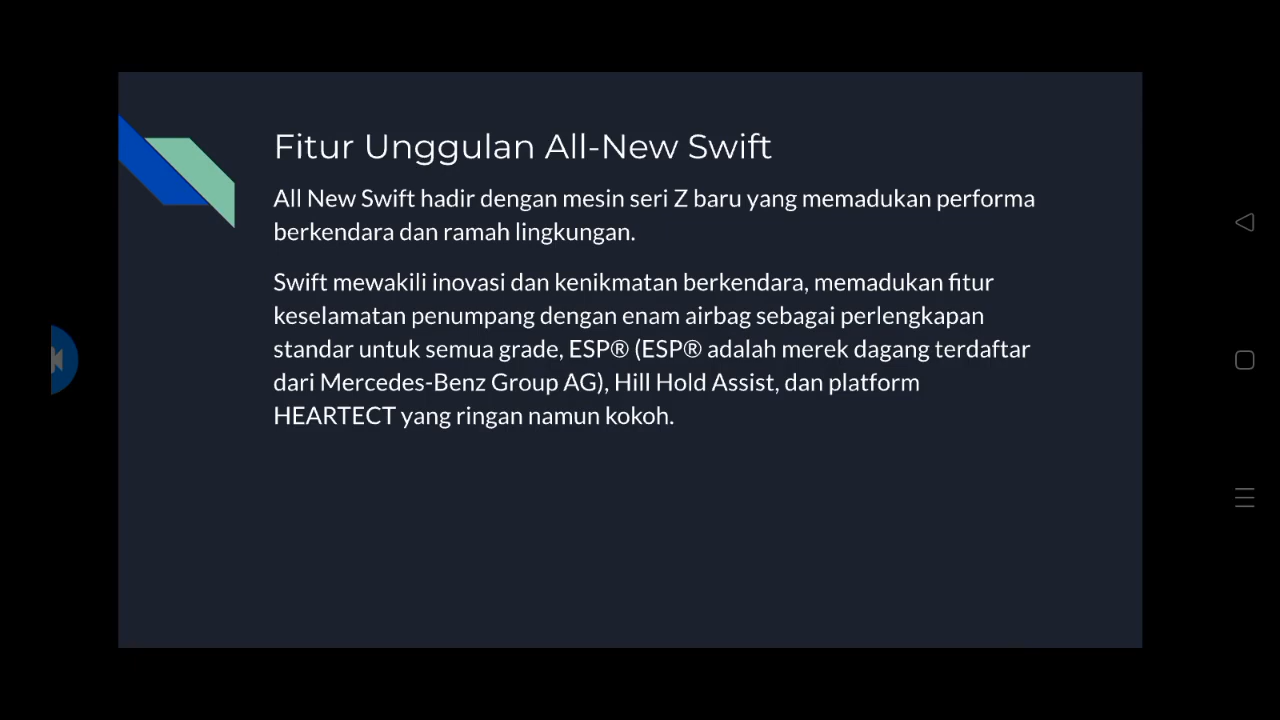 Fitur Unggulan All-New Swift
All New Swift hadir dengan mesin seri Z baru yang memadukan performa
berkendara dan ramah lingkungan.
Swift mewakili inovasi dan kenikmatan berkendara, memadukan fitur
keselamatan penumpang dengan enam airbag sebagai perlengkapan
standar untuk semua grade, ESP® (ESP® adalah merek dagang terdaftar
dari Mercedes-Benz Group AG), Hill Hold Assist, dan platform
HEARTECT yang ringan namun kokoh.